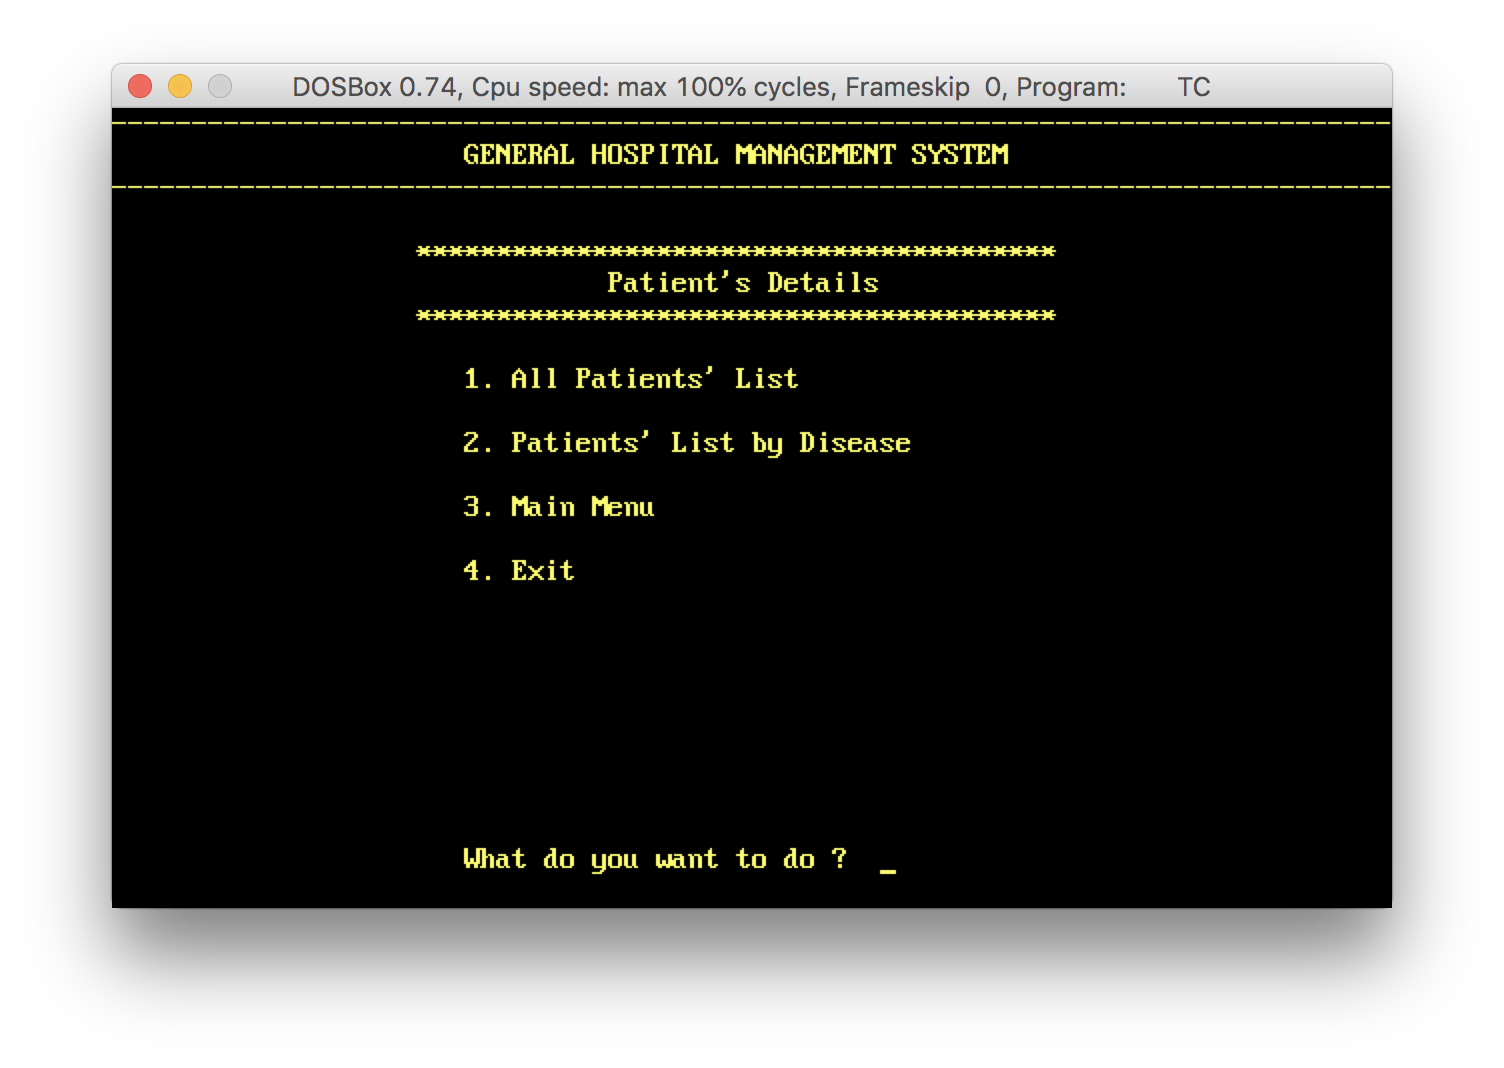 DOSBox 0.74, Cpu speed: max 100% cycles, Frameskip  0, Program:       TC
--------------------------------------------------------------------------------
GENERAL HOSPITAL MANAGEMENT SYSTEM
--------------------------------------------------------------------------------
****************************************
Patient's Details
****************************************
1. All Patients' List
2. Patients' List by Disease
3. Main Menu
4. Exit
What do you want to do ?  _